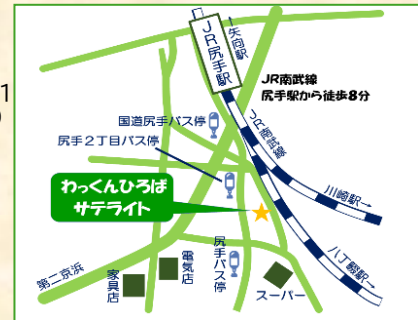 ←矢向駅
JR尻手駅
JR南武線
尻手駅から徒歩8分
国道尻手バス停
JR南武線
尻手2丁目バス停
川崎駅→
わっくんひろば
サテライト
八丁畷駅→
第二京浜
家具店
電気店
尻手バス停
スーパー
1